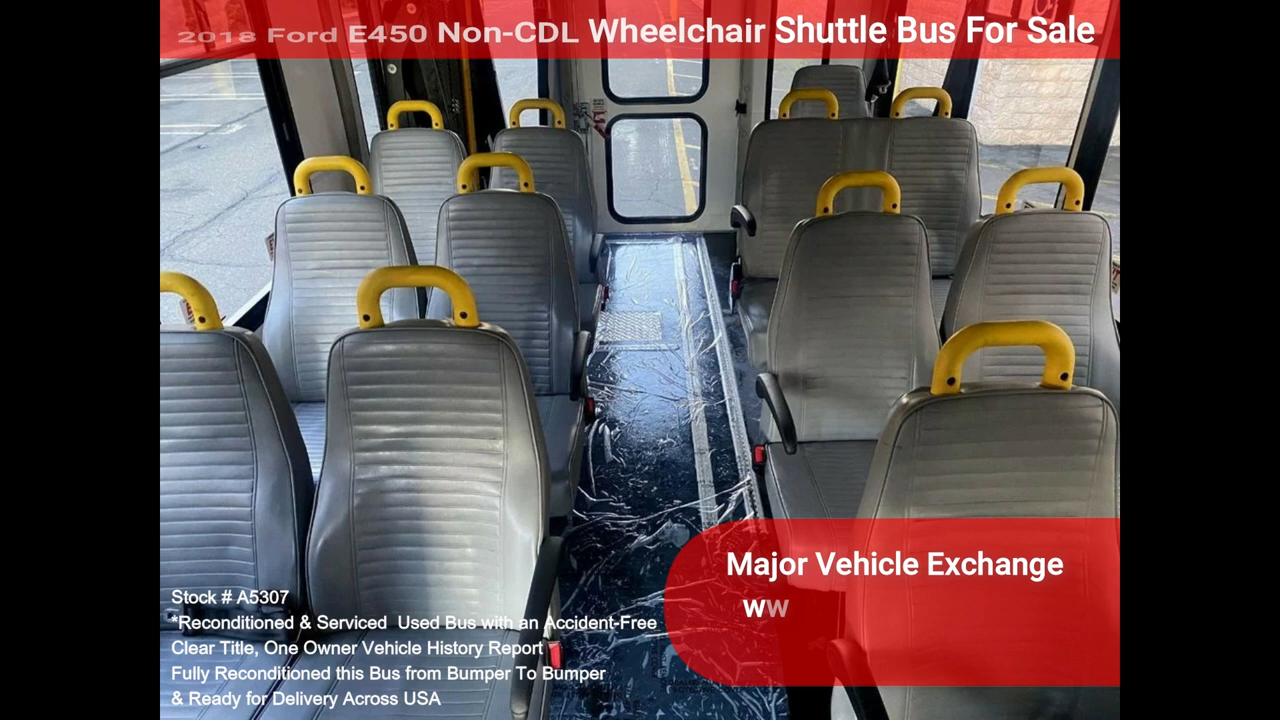 2018 Ford E450 Non-CDL Wheelchair Shuttle Bus For Sale
Major Vehicle Exchange
ww
Stock # A5307
*Reconditioned & Serviced Used Bus with an Accident-Free
Clear Title, One Owner Vehicle History Report
Fully Reconditioned this Bus from Bumper To Bumper
& Ready for Delivery Across USA